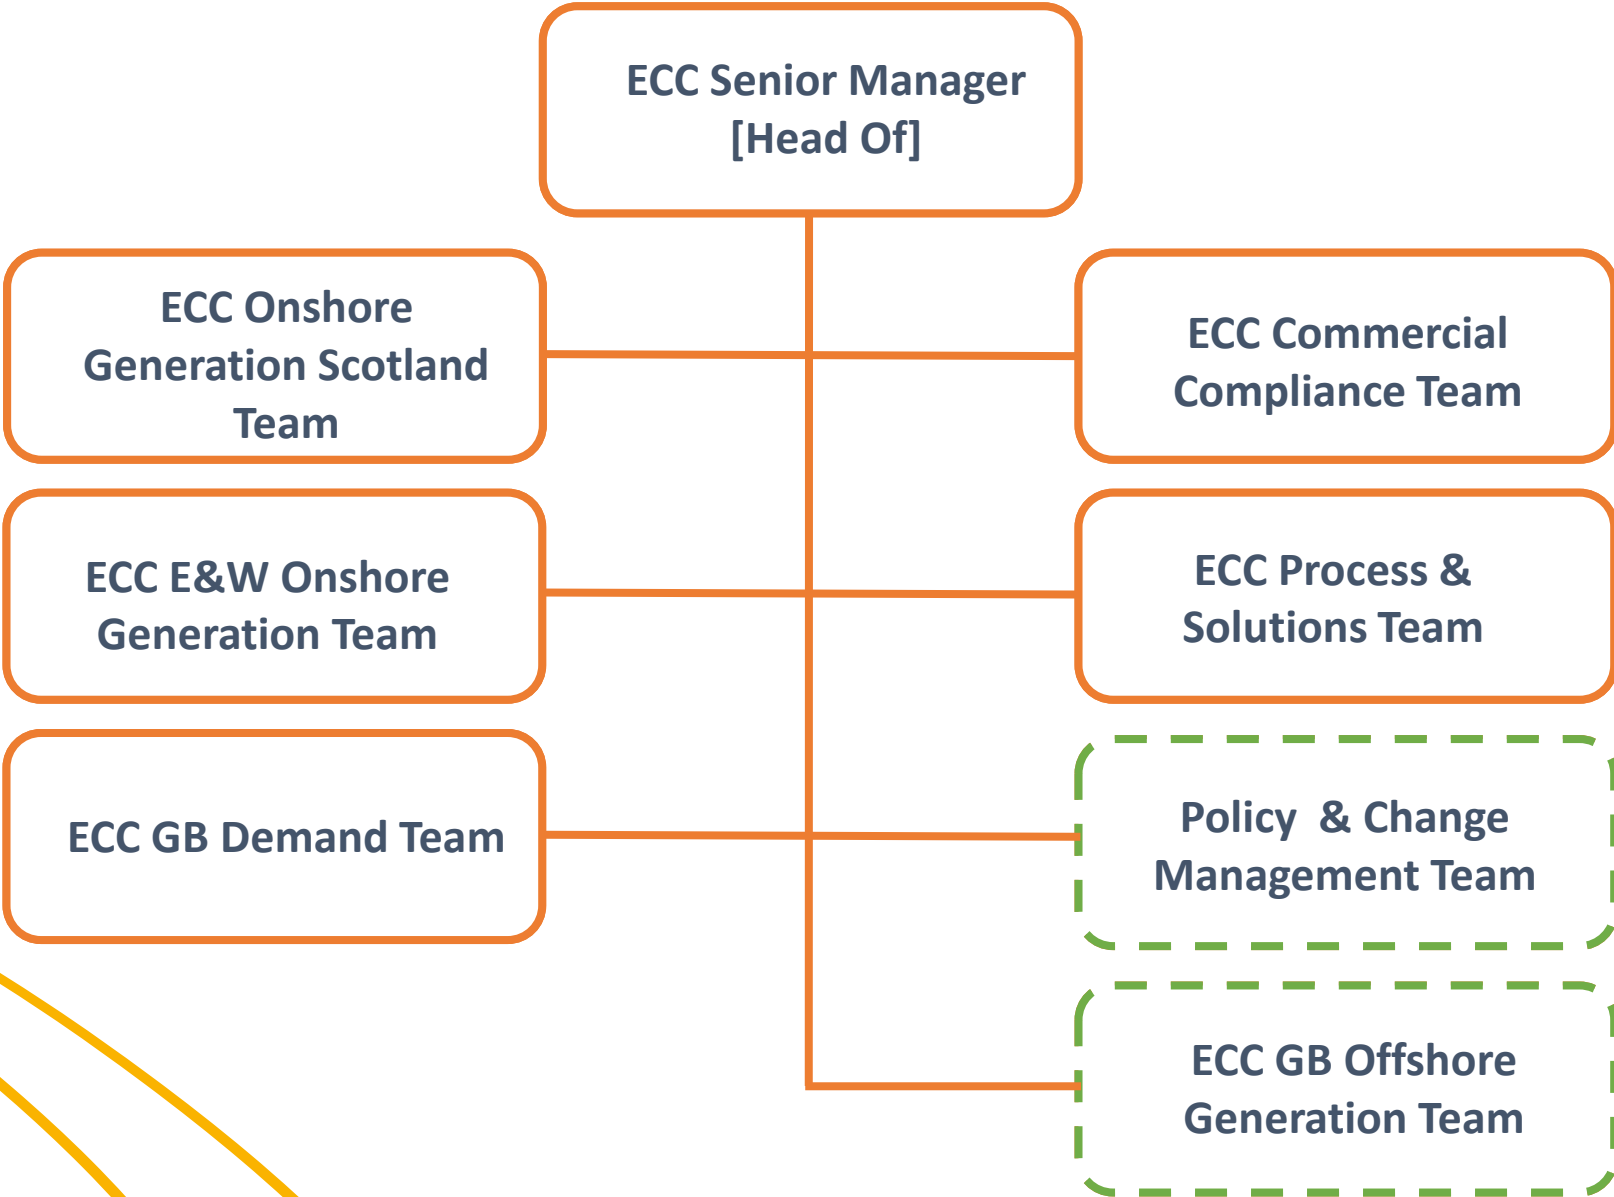 ECC Senior Manager
[Head Of]
ECC Onshore
Generation Scotland
Team
ECC Commercial
Compliance Team
ECC E&W Onshore
Generation Team
ECC Process &
Solutions Team
ECC GB Demand Team
Policy  & Change
Management Team
ECC GB Offshore
Generation Team